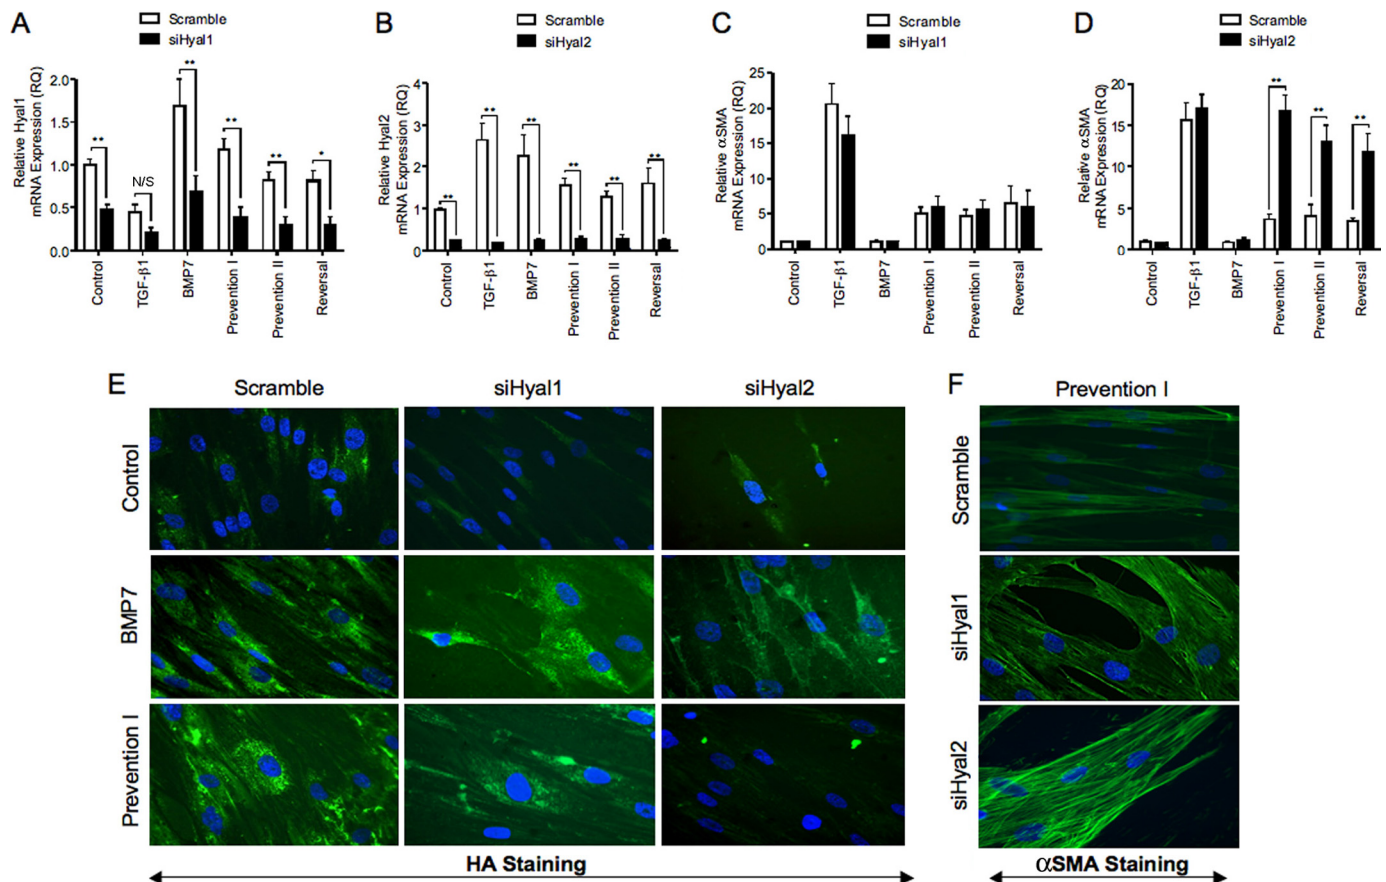 A
Scramble
siHyal1
Relative Hyal1
mRNA Expression (RQ)
2.0
1.5
1.0
0.5
0.0
**
N/S
**
**
**
*
Control
TGF-β1
BMP7
Prevention I
Prevention II
Reversal
B
Scramble
siHyal2
Relative Hyal2
mRNA Expression (RQ)
4
3
2
1
0
**
**
**
**
**
**
Control
TGF-β1
BMP7
Prevention I
Prevention II
Reversal
C
Scramble
siHyal1
Relative αSMA
mRNA Expression (RQ)
25
20
15
10
5
0
Control
TGF-β1
BMP7
Prevention I
Prevention II
Reversal
D
Scramble
siHyal2
Relative αSMA
mRNA Expression (RQ)
20
15
10
5
0
**
**
**
Control
TGF-β1
BMP7
Prevention I
Prevention II
Reversal
E
Scramble
siHyal1
siHyal2
Control
BMP7
Prevention I
HA Staining
F
Prevention I
Scramble
siHyal1
siHyal2
αSMA Staining